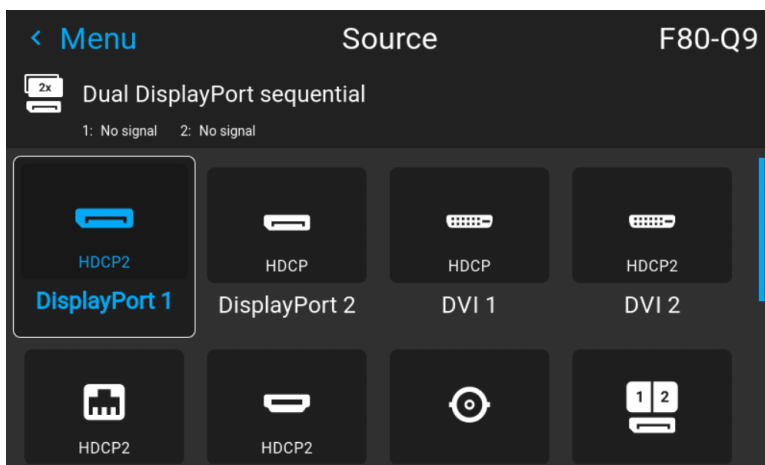 < Menu Source F80-Q9
2x
Dual DisplayPort sequential
1: No signal 2: No signal
HDCP2 HDCP HDCP HDCP2
DisplayPort 1 DisplayPort 2 DVI 1 DVI 2
1 2
HDCP2 HDCP2